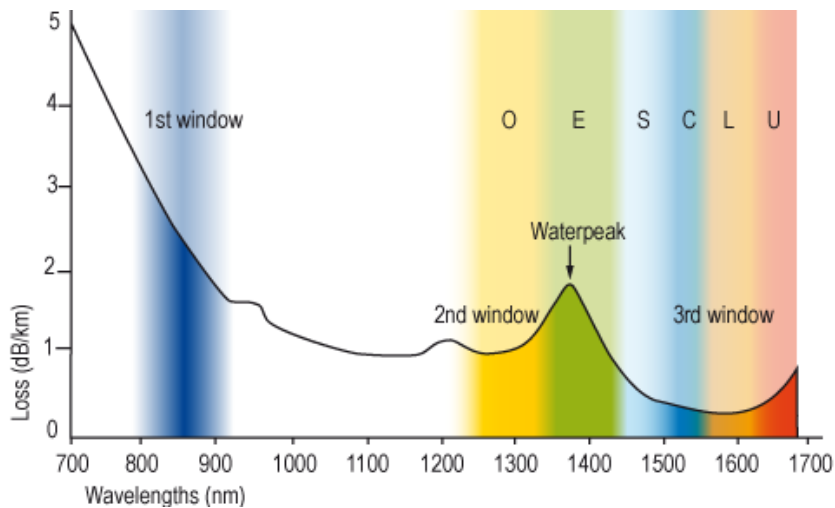 5
4
3
2
1
0
Loss (dB/km)
1st window
O E S C L U
Waterpeak
2nd window
3rd window
700 800 900 1000 1100 1200 1300 1400 1500 1600 1700
Wavelengths (nm)